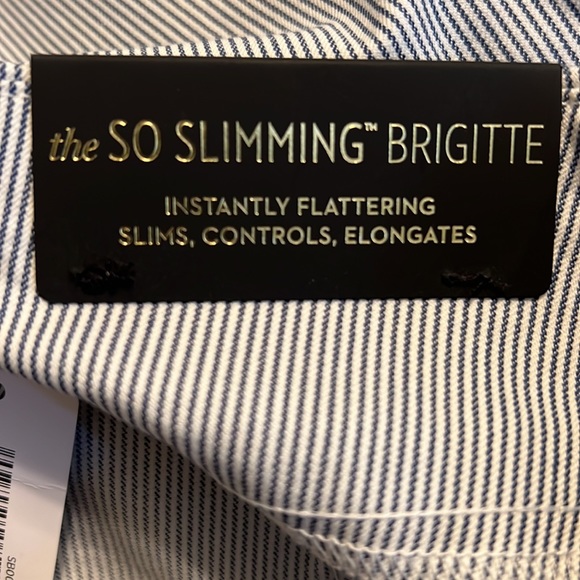 the SO SLIMMING™ BRIGITTE
INSTANTLY FLATTERING
SLIMS, CONTROLS, ELONGATES